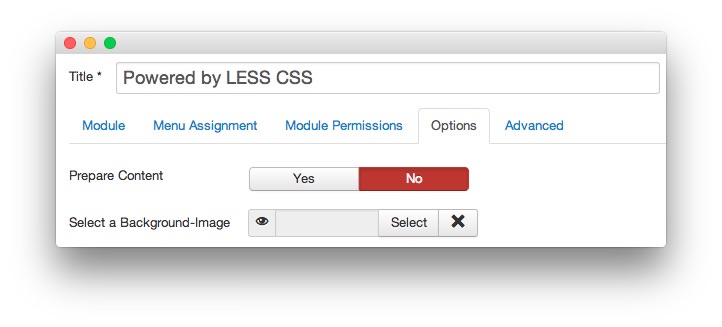 Title * Powered by LESS CSS
Module Menu Assignment Module Permissions Options Advanced
Prepare Content Yes No
Select a Background-Image Select